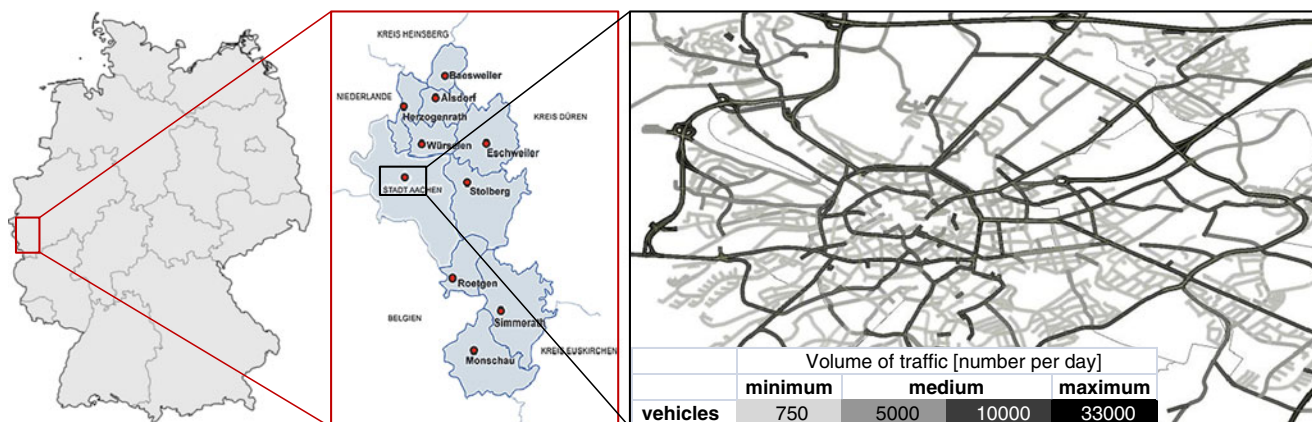 KREIS HEINSBERG
Baesweiler
NIEDERLANDE
Alsdorf
Herzogenrath
KREIS DÜREN
Würselen
Eschweiler
STADT AACHEN
Stolberg
Roetgen
BELGIEN
Simmerath
KREIS EUSKIRCHEN
Monschau
Volume of traffic [number per day]
minimum medium maximum
vehicles 750 5000 10000 33000